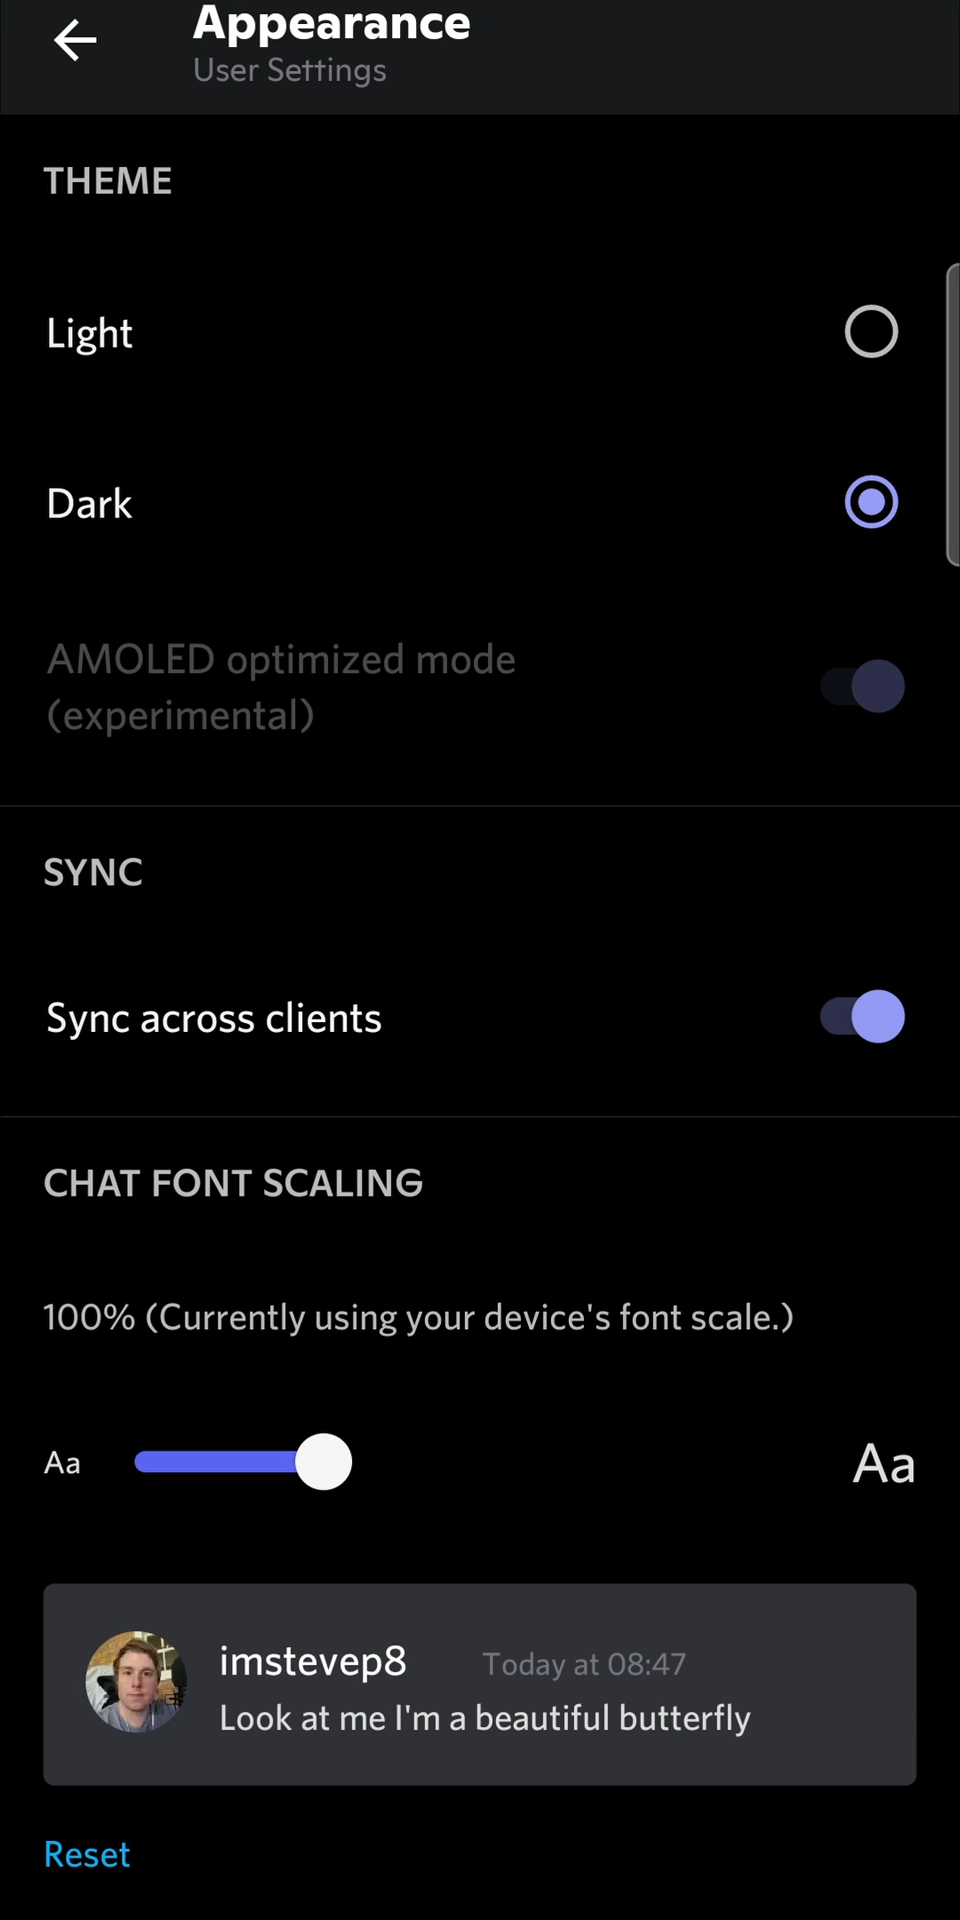 Appearance
User Settings
THEME
Light
Dark
AMOLED optimized mode
(experimental)
SYNC
Sync across clients
CHAT FONT SCALING
100% (Currently using your device's font scale.)
Aa Aa
imstevep8 Today at 08:47
Look at me I'm a beautiful butterfly
Reset